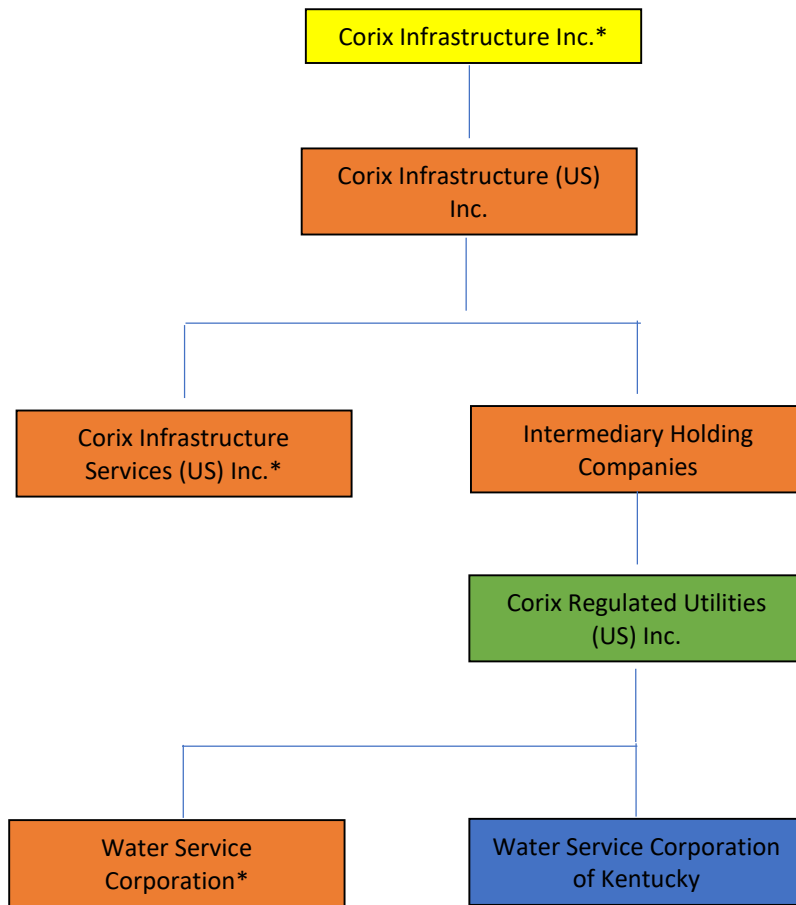 Corix Infrastructure Inc.*
Corix Infrastructure (US)
Inc.
Corix Infrastructure
Services (US) Inc.*
Intermediary Holding
Companies
Corix Regulated Utilities
(US) Inc.
Water Service
Corporation*
Water Service Corporation
of Kentucky